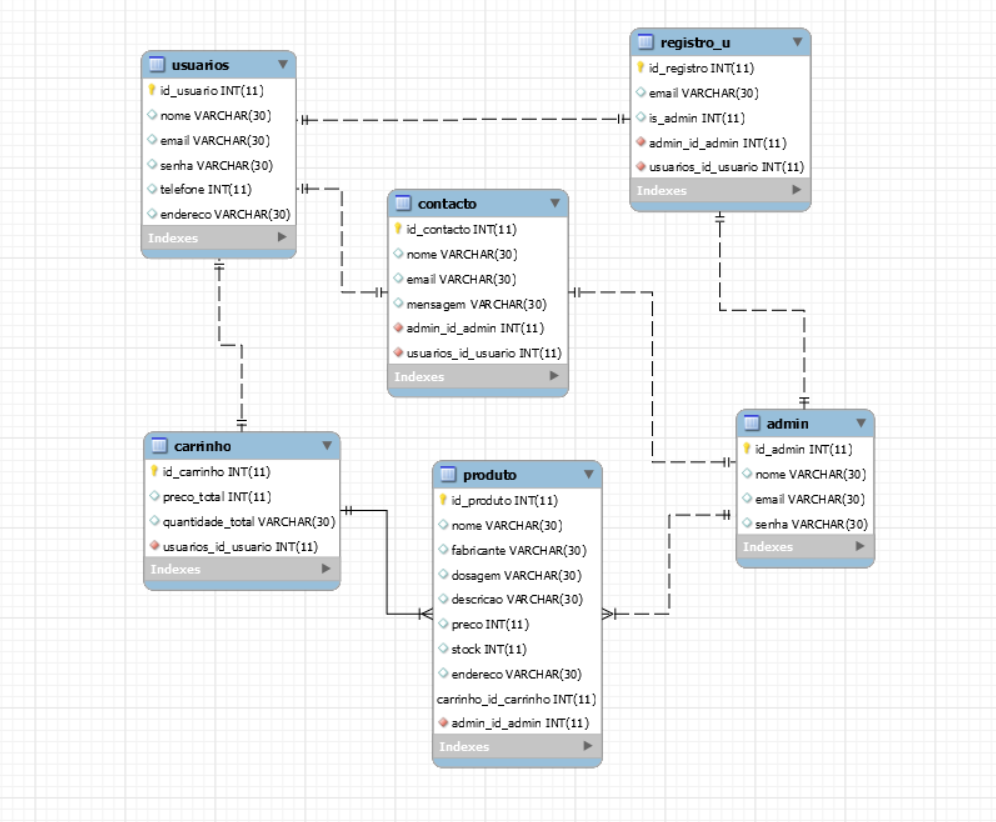 usuarios
id_usuario INT(11)
nome VARCHAR(30)
email VARCHAR(30)
senha VARCHAR(30)
telefone INT(11)
endereco VARCHAR(30)
Indexes
registro_u
id_registro INT(11)
email VARCHAR(30)
is_admin INT(11)
admin_id_admin INT(11)
usuarios_id_usuario INT(11)
Indexes
contacto
id_contacto INT(11)
nome VARCHAR(30)
email VARCHAR(30)
mensagem VARCHAR(30)
admin_id_admin INT(11)
usuarios_id_usuario INT(11)
Indexes
carrinho
id_carrinho INT(11)
preco_total INT(11)
quantidade_total VARCHAR(30)
usuarios_id_usuario INT(11)
Indexes
produto
id_produto INT(11)
nome VARCHAR(30)
fabricante VARCHAR(30)
dosagem VARCHAR(30)
descricao VARCHAR(30)
preco INT(11)
stock INT(11)
endereco VARCHAR(30)
carrinho_id_carrinho INT(11)
admin_id_admin INT(11)
Indexes
admin
id_admin INT(11)
nome VARCHAR(30)
email VARCHAR(30)
senha VARCHAR(30)
Indexes